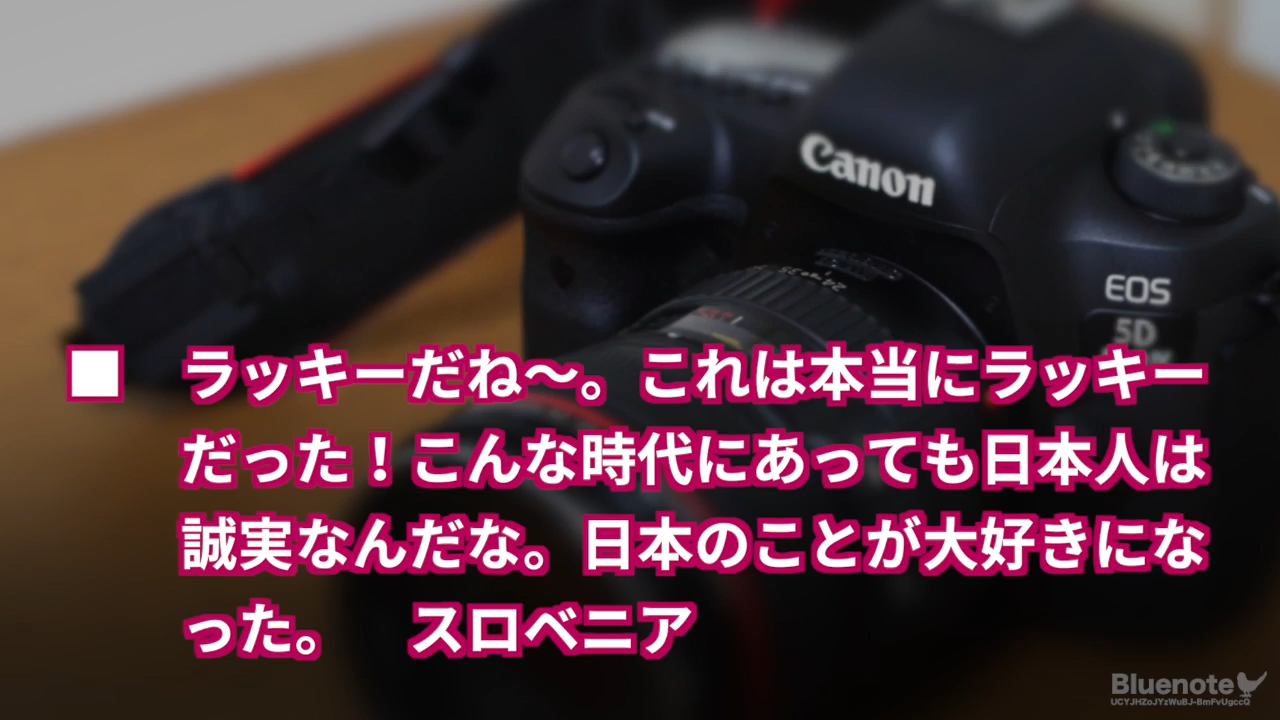 Canon
EOS
5D
24
■ ラッキーだね～。これは本当にラッキー
だった！こんな時代にあっても日本人は
誠実なんだな。日本のことが大好きにな
った。 スロベニア
Bluenote
UCYJHZoJYzWuBJ-BmFvUgccQ